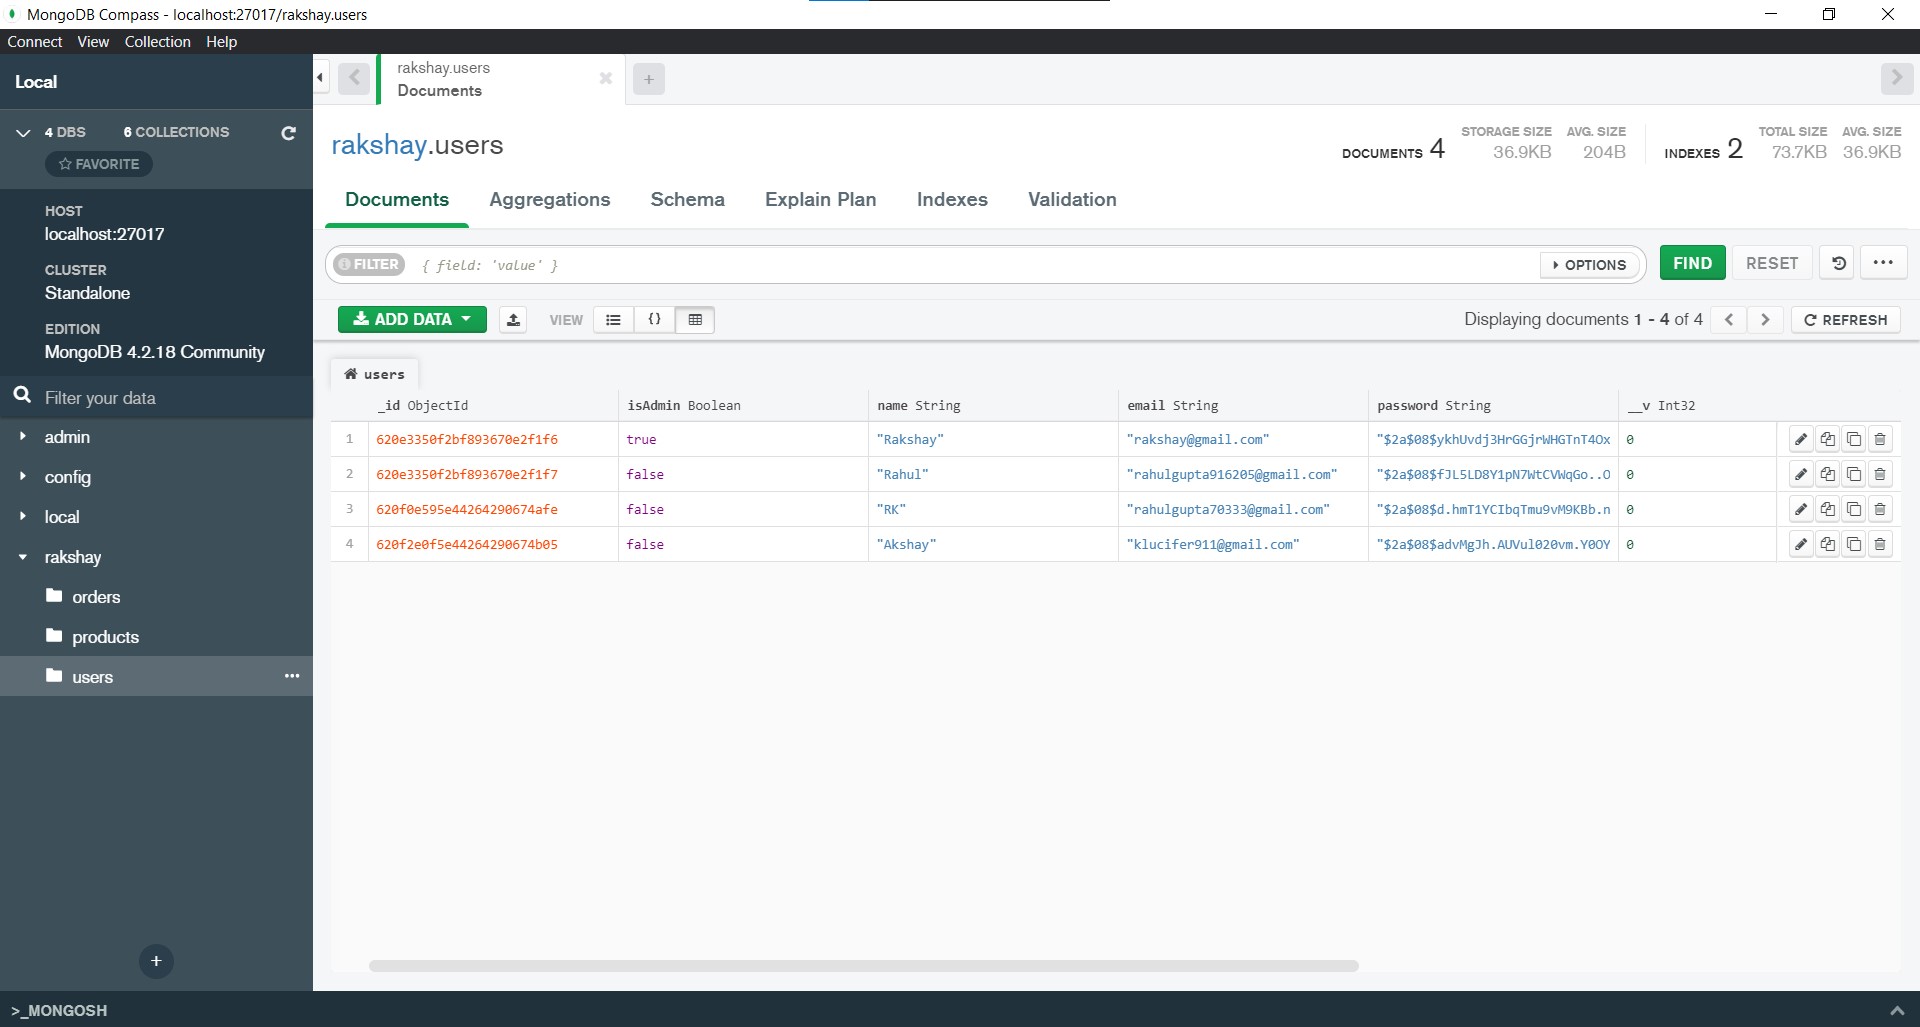 MongoDB Compass - localhost:27017/rakshay.users
Connect View Collection Help
Local
4 DBS 6 COLLECTIONS
FAVORITE
HOST
localhost:27017
CLUSTER
Standalone
EDITION
MongoDB 4.2.18 Community
Filter your data
admin
config
local
rakshay
orders
products
users
rakshay.users
Documents
rakshay.users
DOCUMENTS 4
STORAGE SIZE
36.9KB
AVG. SIZE
204B
INDEXES 2
TOTAL SIZE
73.7KB
AVG. SIZE
36.9KB
Documents Aggregations Schema Explain Plan Indexes Validation
FILTER { field: 'value' } OPTIONS FIND RESET
ADD DATA VIEW Displaying documents 1 - 4 of 4 REFRESH
users
_id ObjectId isAdmin Boolean name String email String password String __v Int32
1 620e3350f2bf893670e2f1f6 true "Rakshay" "rakshay@gmail.com" "$2a$08$ykhUvdj3HrGGjrWHGTnT4Ox 0
2 620e3350f2bf893670e2f1f7 false "Rahul" "rahulgupta916205@gmail.com" "$2a$08$fJL5LD8Y1pN7WtCVWqGo..O 0
3 620f0e595e44264290674afe false "RK" "rahulgupta70333@gmail.com" "$2a$08$d.hmT1YCIbqTmu9vM9KBb.n 0
4 620f2e0f5e44264290674b05 false "Akshay" "klucifer911@gmail.com" "$2a$08$advMgJh.AUVul020vm.Y0OY 0
>_MONGOSH